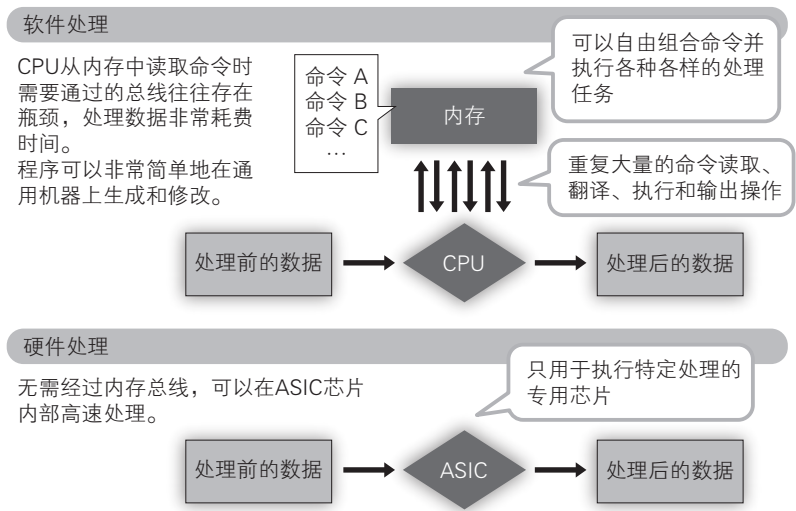 软件处理
CPU从内存中读取命令时
需要通过的总线往往存在
瓶颈，处理数据非常耗费
时间。
程序可以非常简单地在通
用机器上生成和修改。
命令 A
命令 B
命令 C
…
内存
可以自由组合命令并
执行各种各样的处理
任务
重复大量的命令读取、
翻译、执行和输出操作
处理前的数据
CPU
处理后的数据
硬件处理
无需经过内存总线，可以在ASIC芯片
内部高速处理。
只用于执行特定处理的
专用芯片
处理前的数据
ASIC
处理后的数据